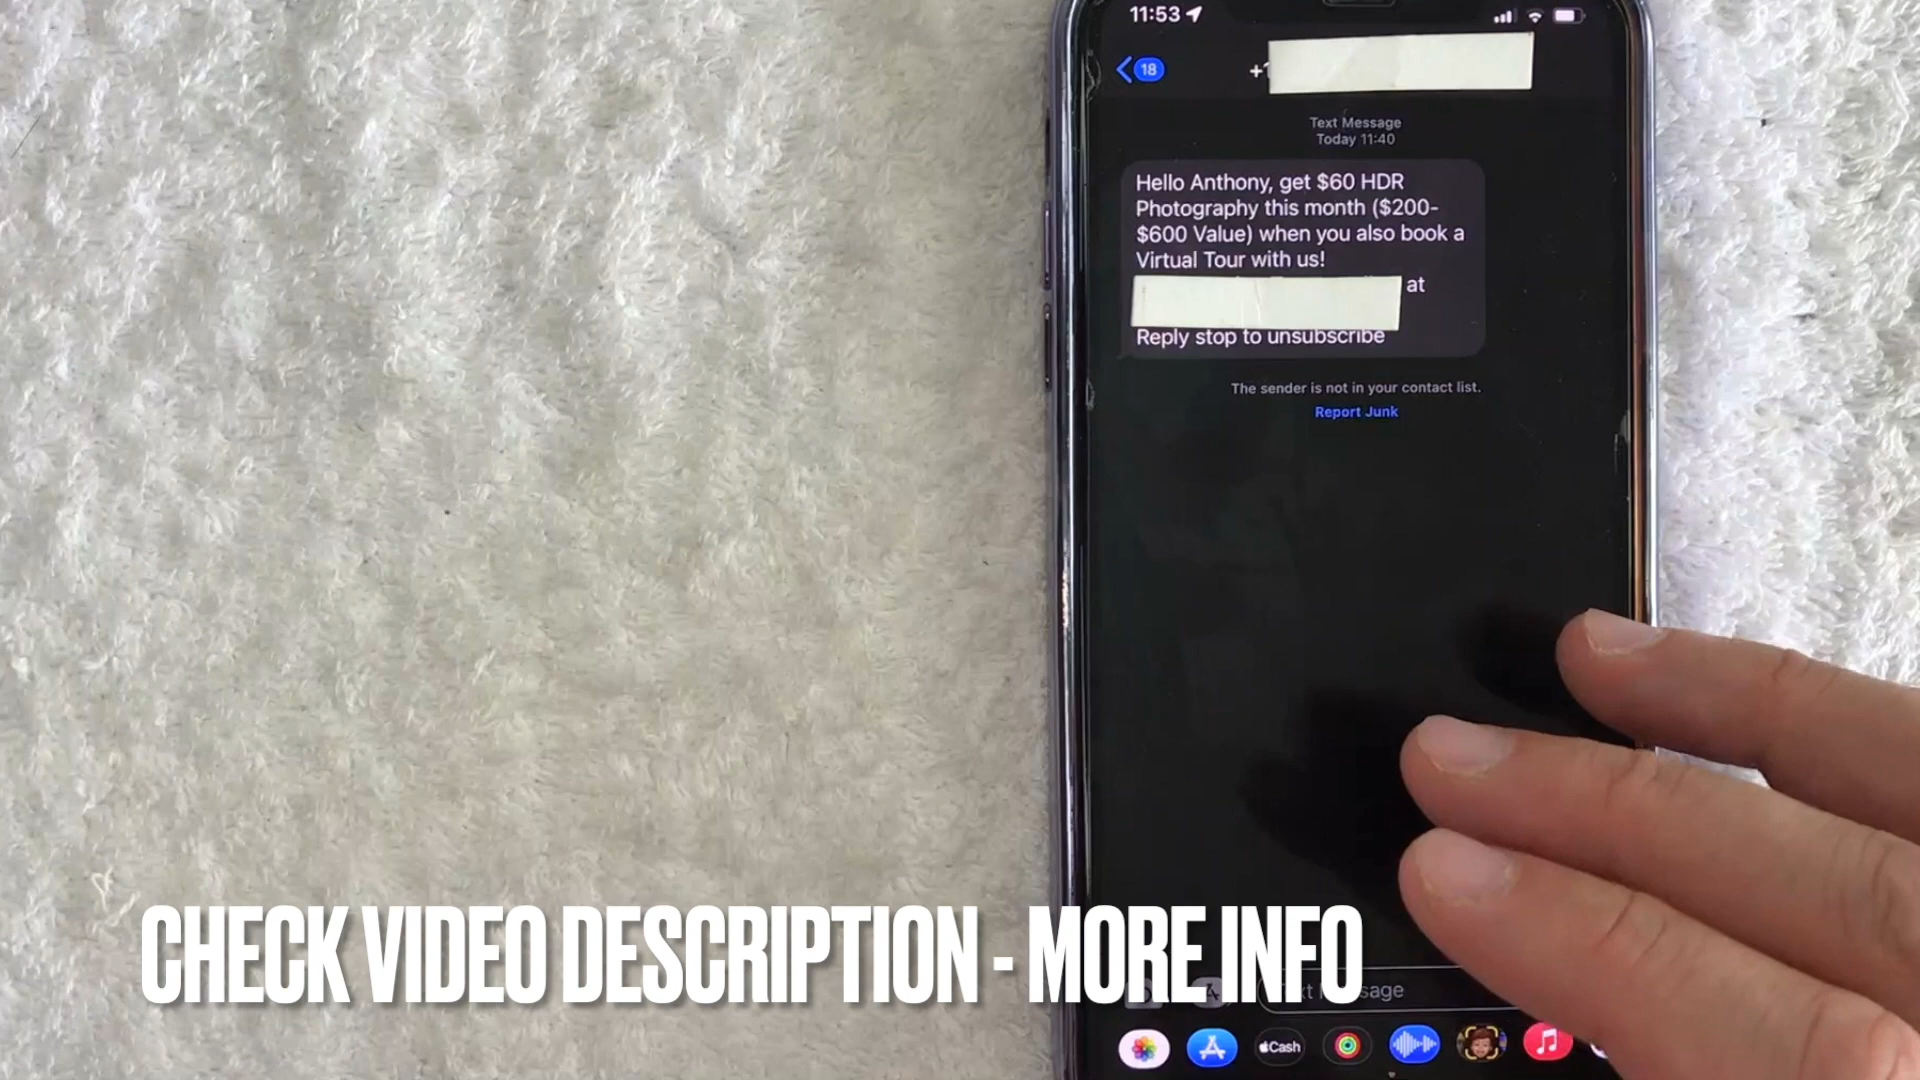 11:53
18
+1
Text Message
Today 11:40
Hello Anthony, get $60 HDR
Photography this month ($200-
$600 Value) when you also book a
Virtual Tour with us!
at
Reply stop to unsubscribe
The sender is not in your contact list.
Report Junk
CHECK VIDEO DESCRIPTION - MORE INFO
Cash